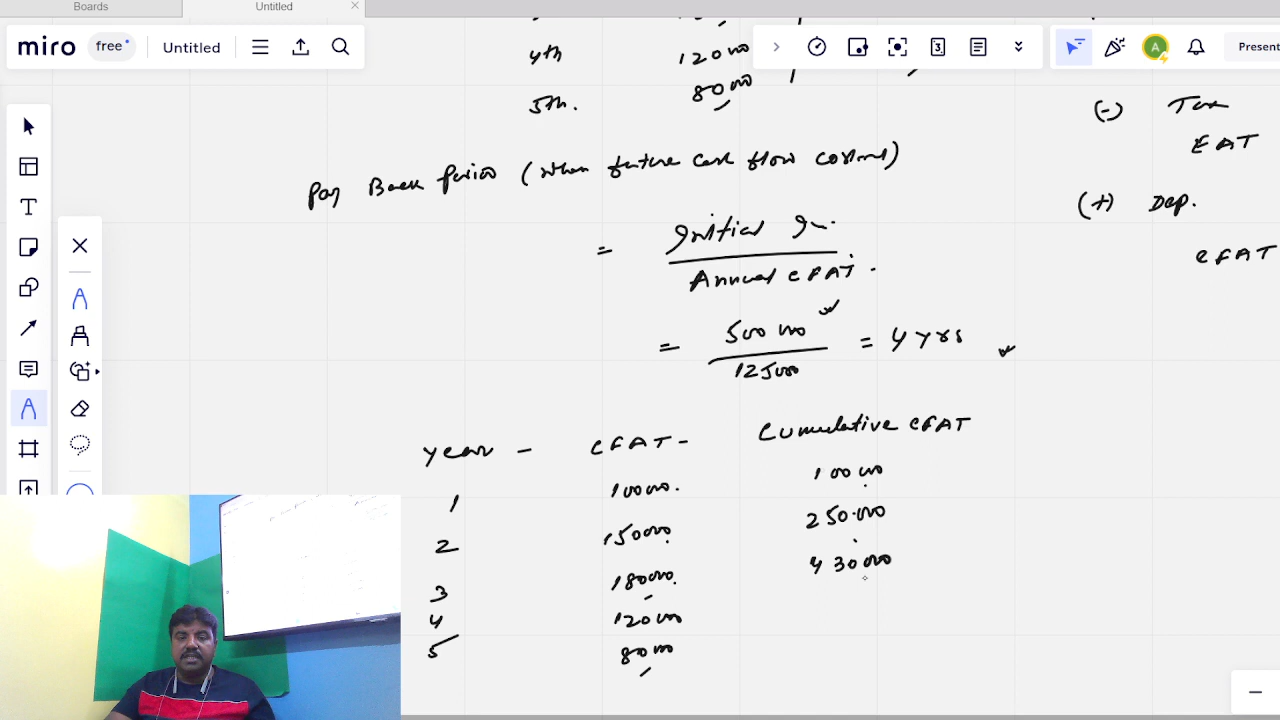 Boards Untitled
miro free Untitled
3 Present
A
4th 120000
5th. 80000
(-) Tax
EAT
Pay Back period (when future cash flow constant)
(+) Dep.
= Initial In.
Annual CFAT.
CFAT
= 500000 = 4 yrs
125000
year - CFAT - Cumulative CFAT
1 100000. 100000
2 150000 250000
3 180000 430000
4 120000
5 80000